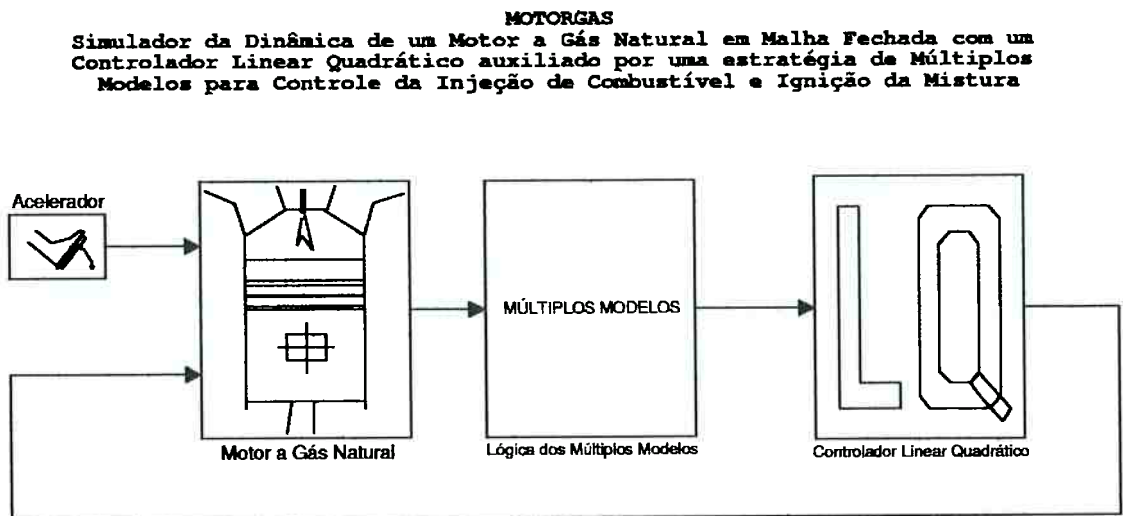 MOTORGAS
Simulador da Dinâmica de um Motor a Gás Natural em Malha Fechada com um
Controlador Linear Quadrático auxiliado por uma estratégia de Múltiplos
Modelos para Controle da Injeção de Combustível e Ignição da Mistura
Acelerador
MÚLTIPLOS MODELOS
LQ
Motor a Gás Natural
Lógica dos Múltiplos Modelos
Controlador Linear Quadrático